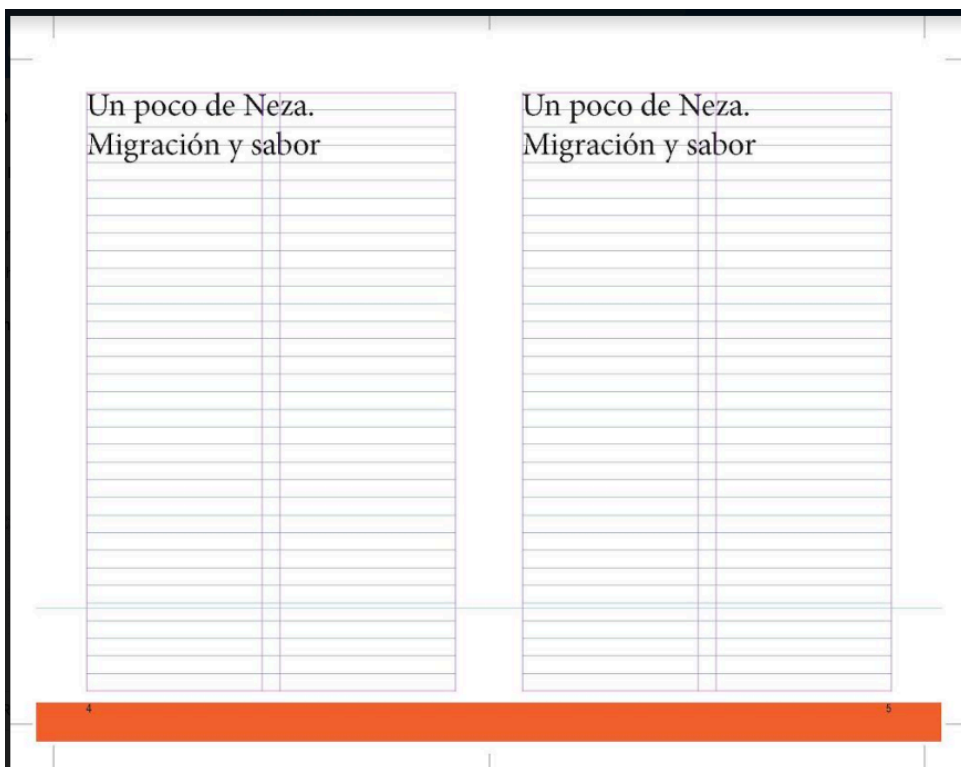 Un poco de Neza.
Migración y sabor
Un poco de Neza.
Migración y sabor
4
5